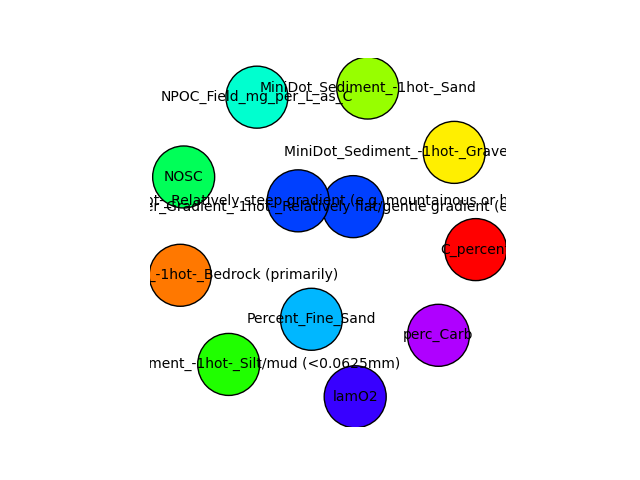 MiniDot_Sediment_-1hot-_Sand
NPOC_Field_mg_per_L_as_C
MiniDot_Sediment_-1hot-_Grave
NOSC
ot-_Relatively steep gradient (e.g. mountainous or h
er_Gradient_-1hot-_Relatively flat/gentle gradient (e
C_percen
_-1hot-_Bedrock (primarily)
Percent_Fine_Sand
perc_Carb
ment_-1hot-_Silt/mud (<0.0625mm)
lamO2